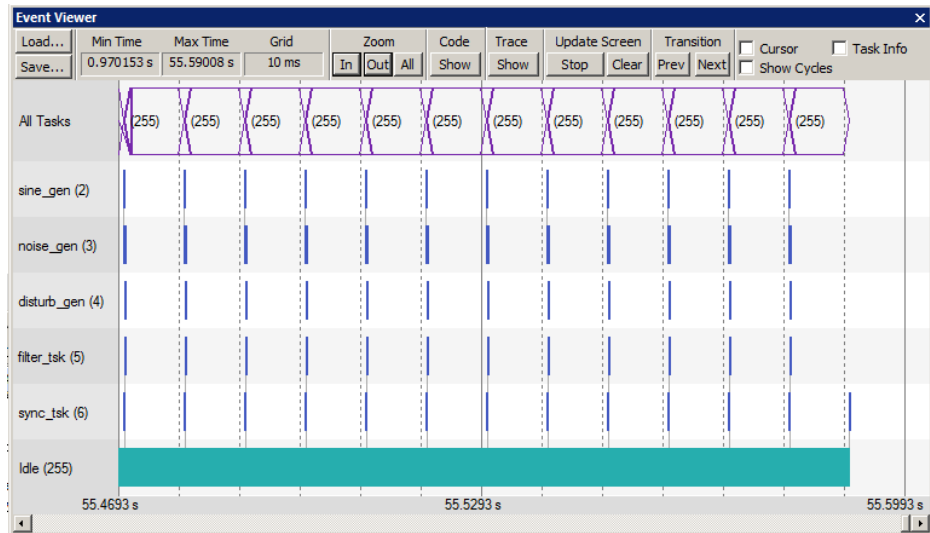 Event Viewer
Load... Min Time Max Time Grid Zoom Code Trace Update Screen Transition Cursor Task Info
Save... 0.970153 s 55.59008 s 10 ms In Out All Show Show Stop Clear Prev Next Show Cycles
All Tasks (255) (255) (255) (255) (255) (255) (255) (255) (255) (255) (255) (255)
sine_gen (2)
noise_gen (3)
disturb_gen (4)
filter_tsk (5)
sync_tsk (6)
Idle (255)
55.4693 s 55.5293 s 55.5993 s